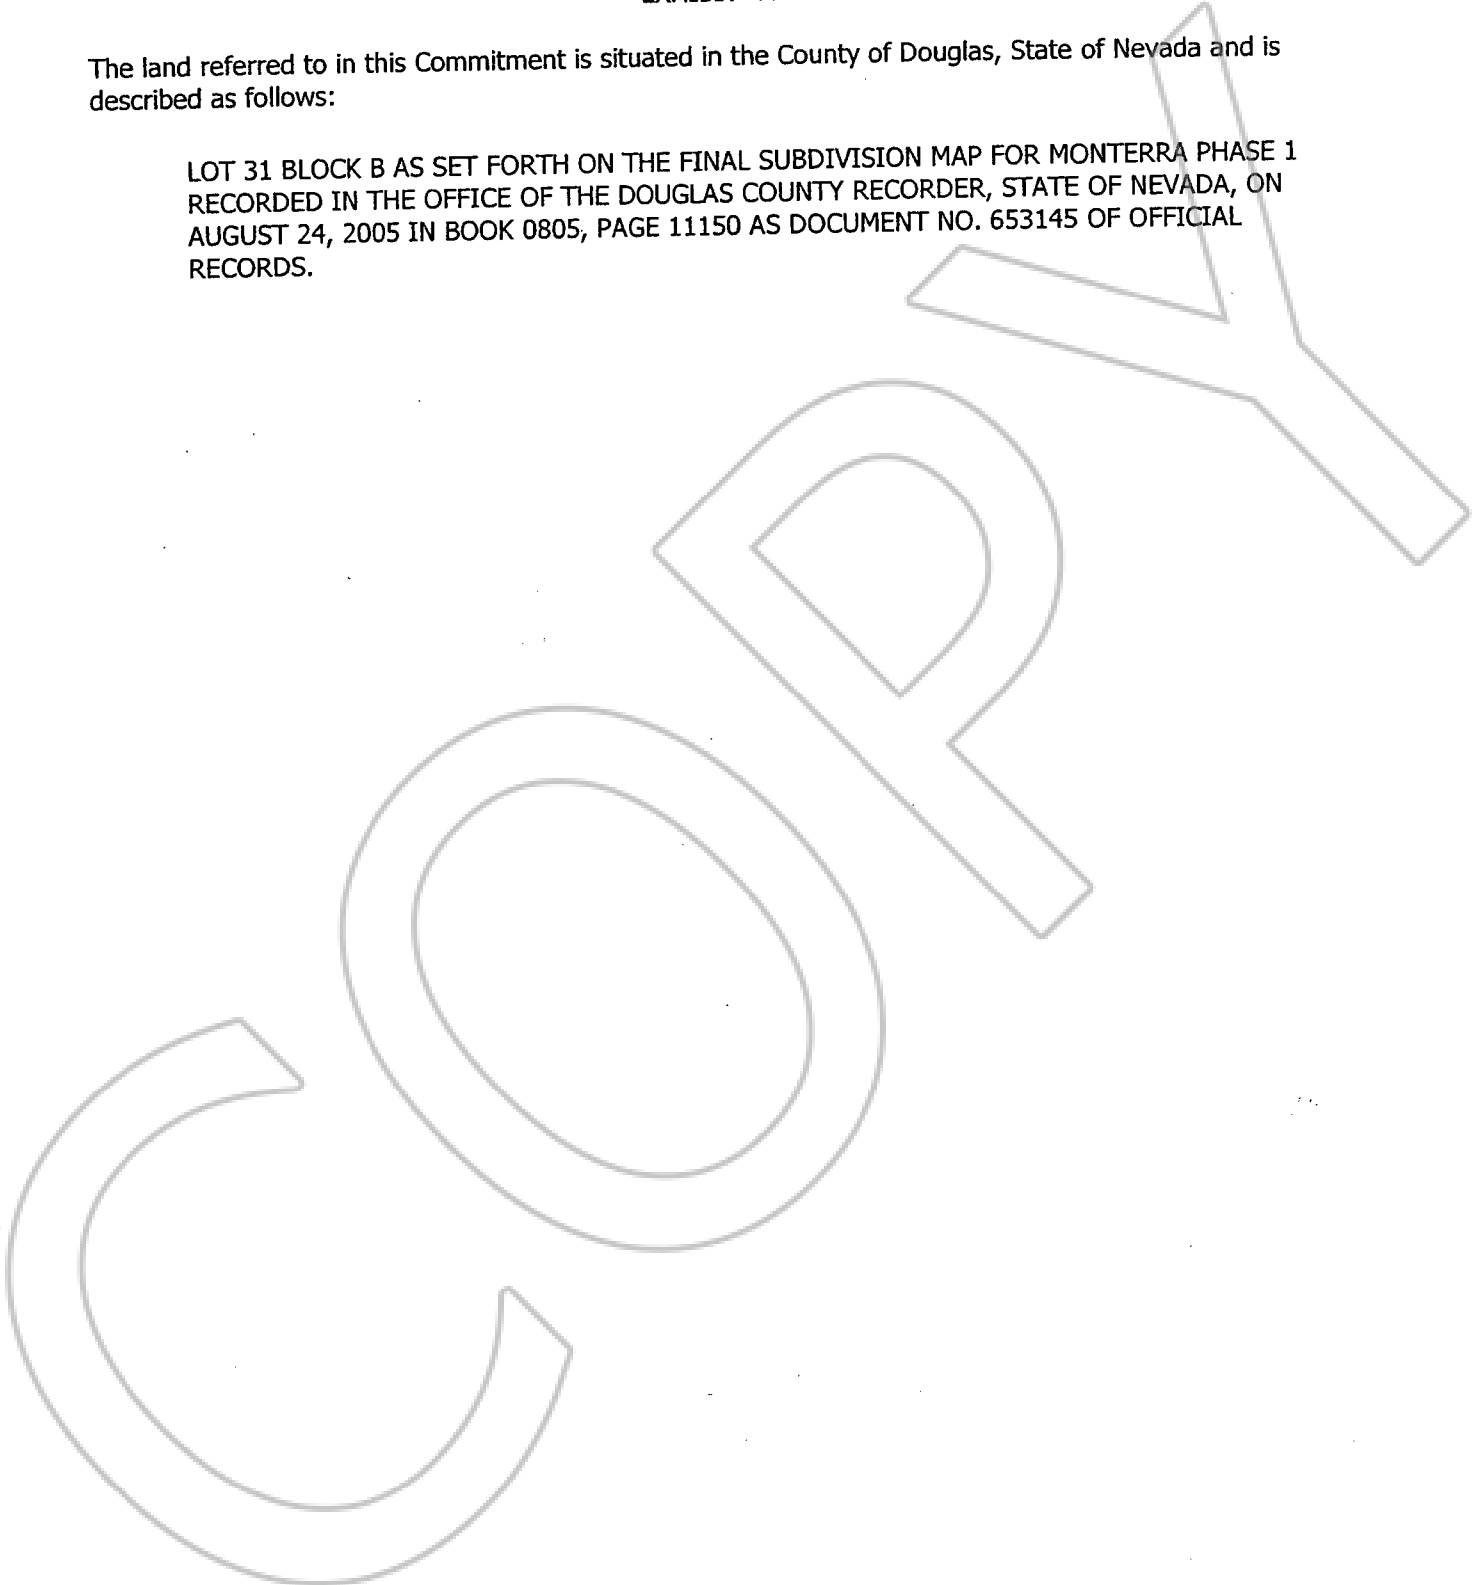 The land referred to in this Commitment is situated in the County of Douglas, State of Nevada and is
described as follows:
LOT 31 BLOCK B AS SET FORTH ON THE FINAL SUBDIVISION MAP FOR MONTERRA PHASE 1
RECORDED IN THE OFFICE OF THE DOUGLAS COUNTY RECORDER, STATE OF NEVADA, ON
AUGUST 24, 2005 IN BOOK 0805, PAGE 11150 AS DOCUMENT NO. 653145 OF OFFICIAL
RECORDS.
COPY